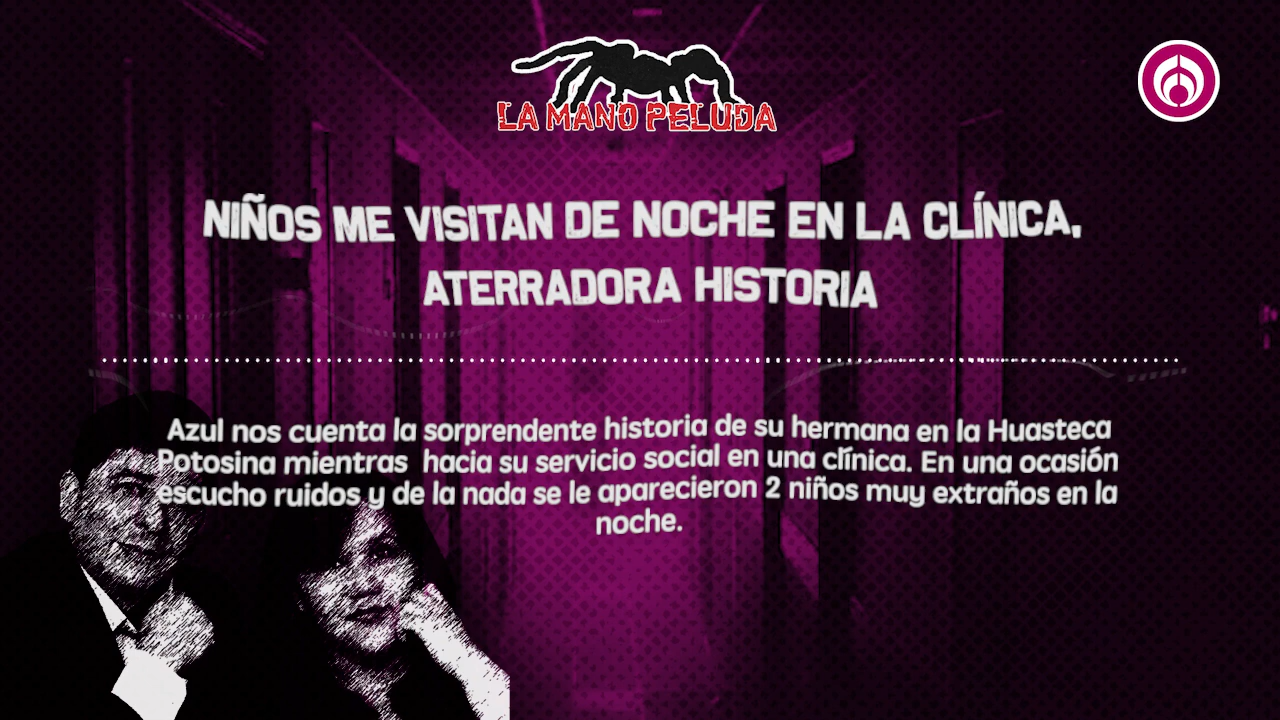 LA MANO PELUDA
NIÑOS ME VISITAN DE NOCHE EN LA CLÍNICA,
ATERRADORA HISTORIA
Azul nos cuenta la sorprendente historia de su hermana en la Huasteca
Potosina mientras hacia su servicio social en una clínica. En una ocasión
escucho ruidos y de la nada se le aparecieron 2 niños muy extraños en la
noche.